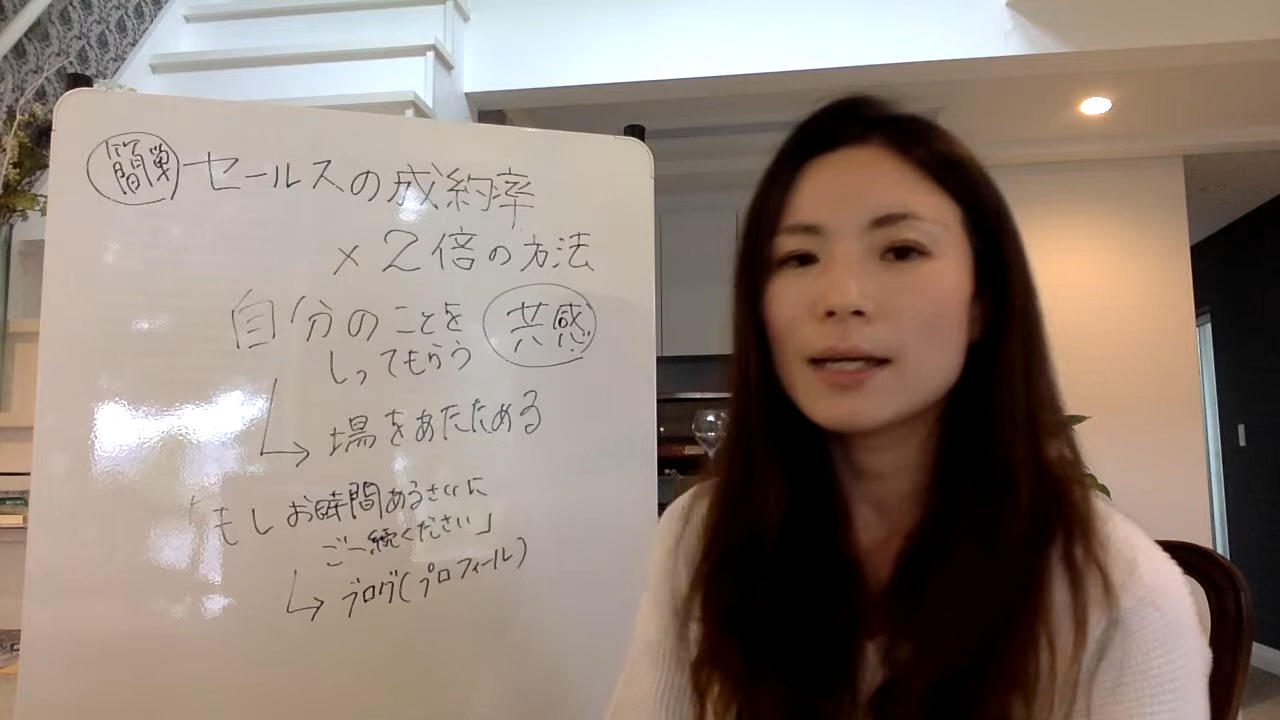 簡単 セールスの成約率
×2倍の方法
自分のことを 共感
しってもらう
↳ 場をあたためる
「もしお時間あるさいに
ご一続ください」
↳ ブログ(プロフィール)